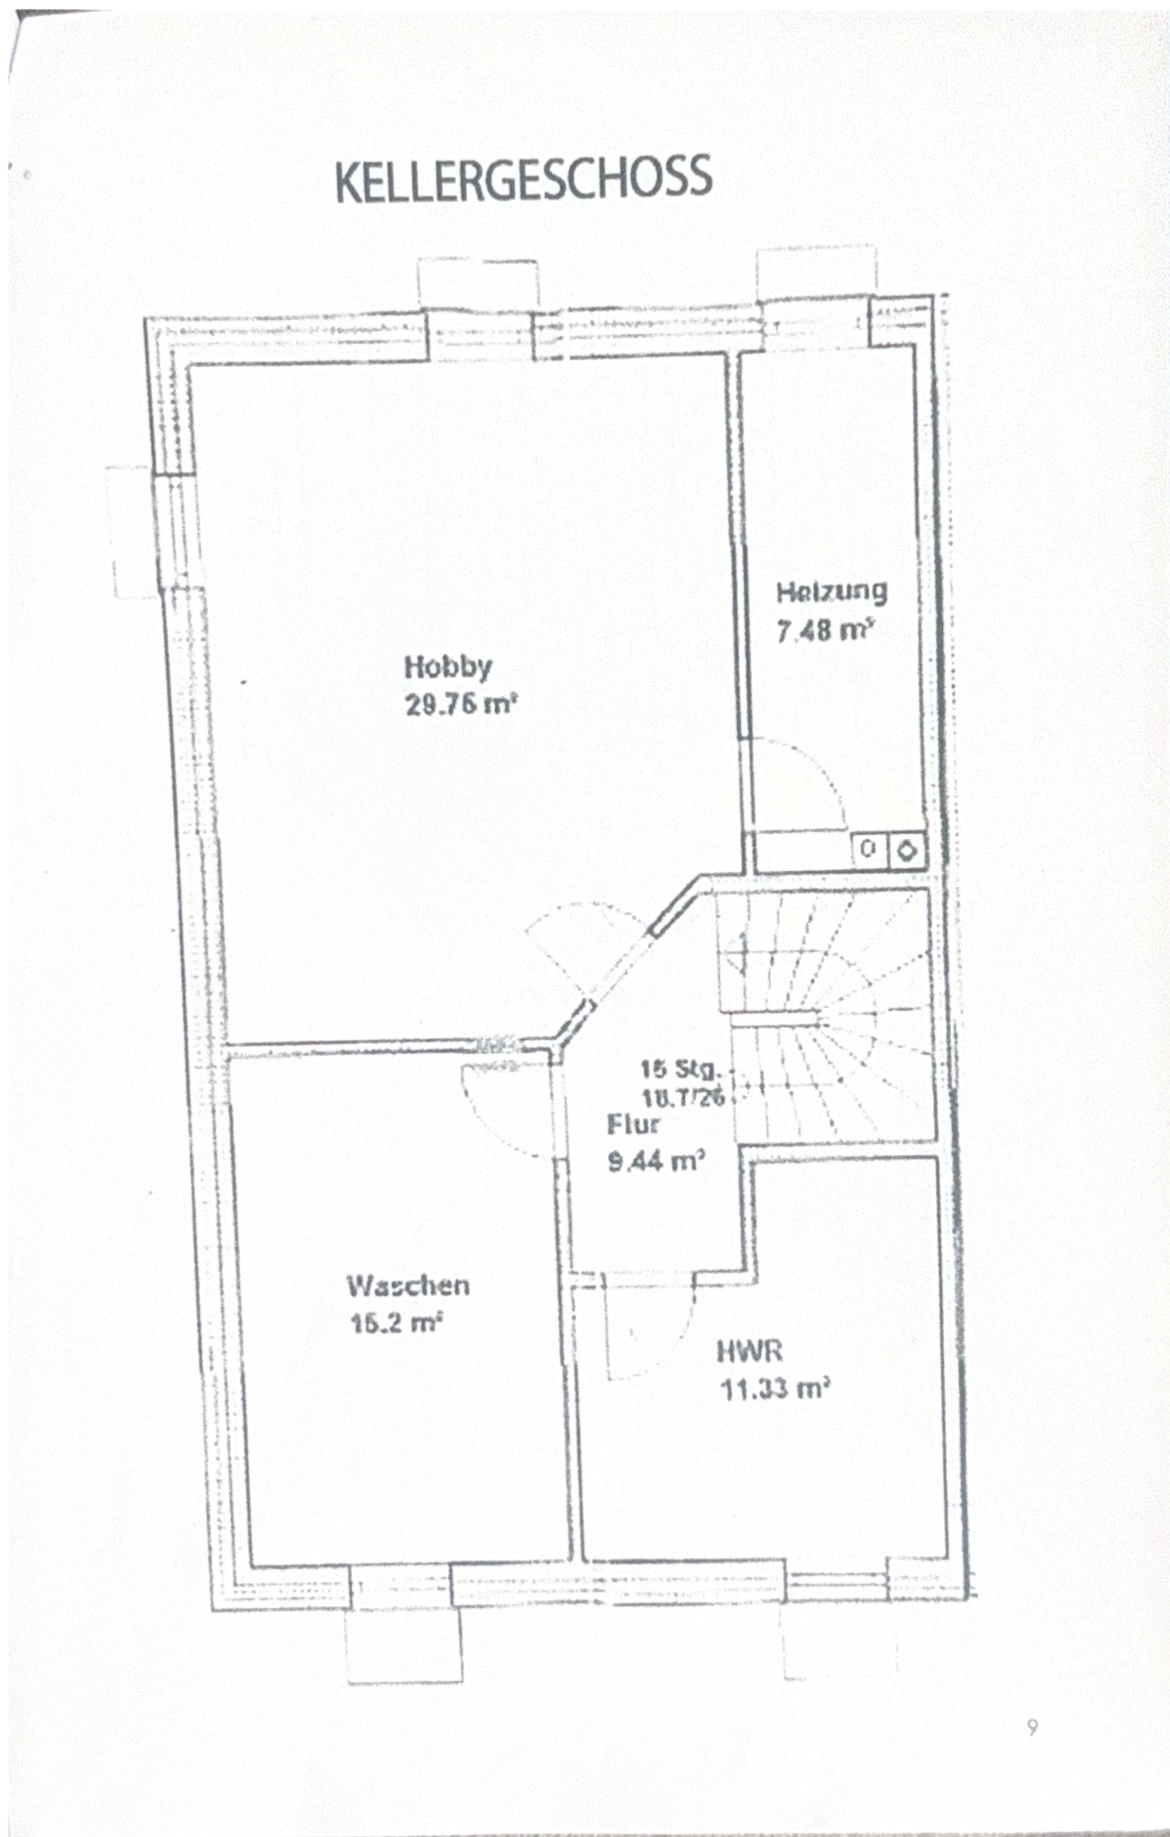 KELLERGESCHOSS
Heizung
7.48 m²
Hobby
29.76 m²
15 Stg.
18.7/26
Flur
9.44 m²
Waschen
15.2 m²
HWR
11.33 m²
9